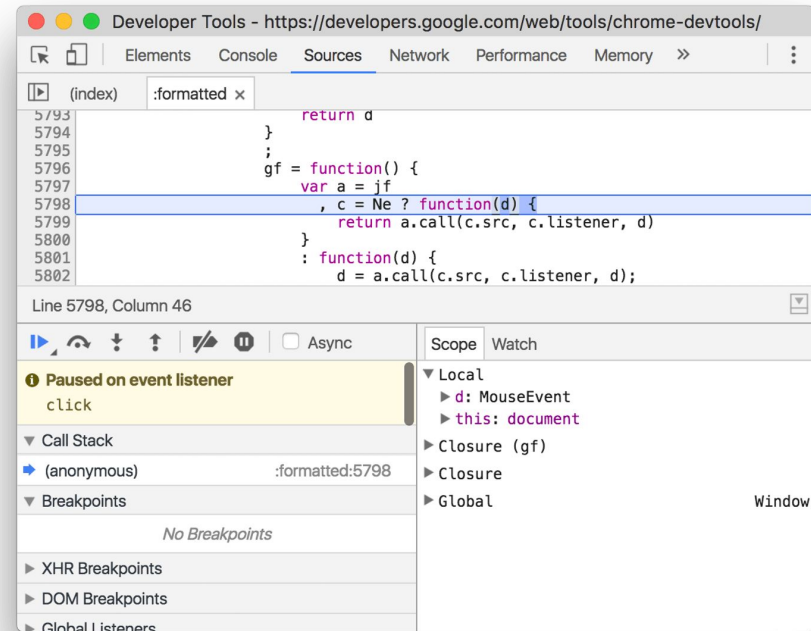 Developer Tools - https://developers.google.com/web/tools/chrome-devtools/
Elements Console Sources Network Performance Memory »
(index) :formatted ×
5793 return d
5794 }
5795 ;
5796 gf = function() {
5797 var a = jf
5798 , c = Ne ? function(d) {
5799 return a.call(c.src, c.listener, d)
5800 }
5801 : function(d) {
5802 d = a.call(c.src, c.listener, d);
Line 5798, Column 46
Async
Paused on event listener
click
Call Stack
(anonymous) :formatted:5798
Breakpoints
No Breakpoints
XHR Breakpoints
DOM Breakpoints
Global Listeners
Scope Watch
Local
d: MouseEvent
this: document
Closure (gf)
Closure
Global Window